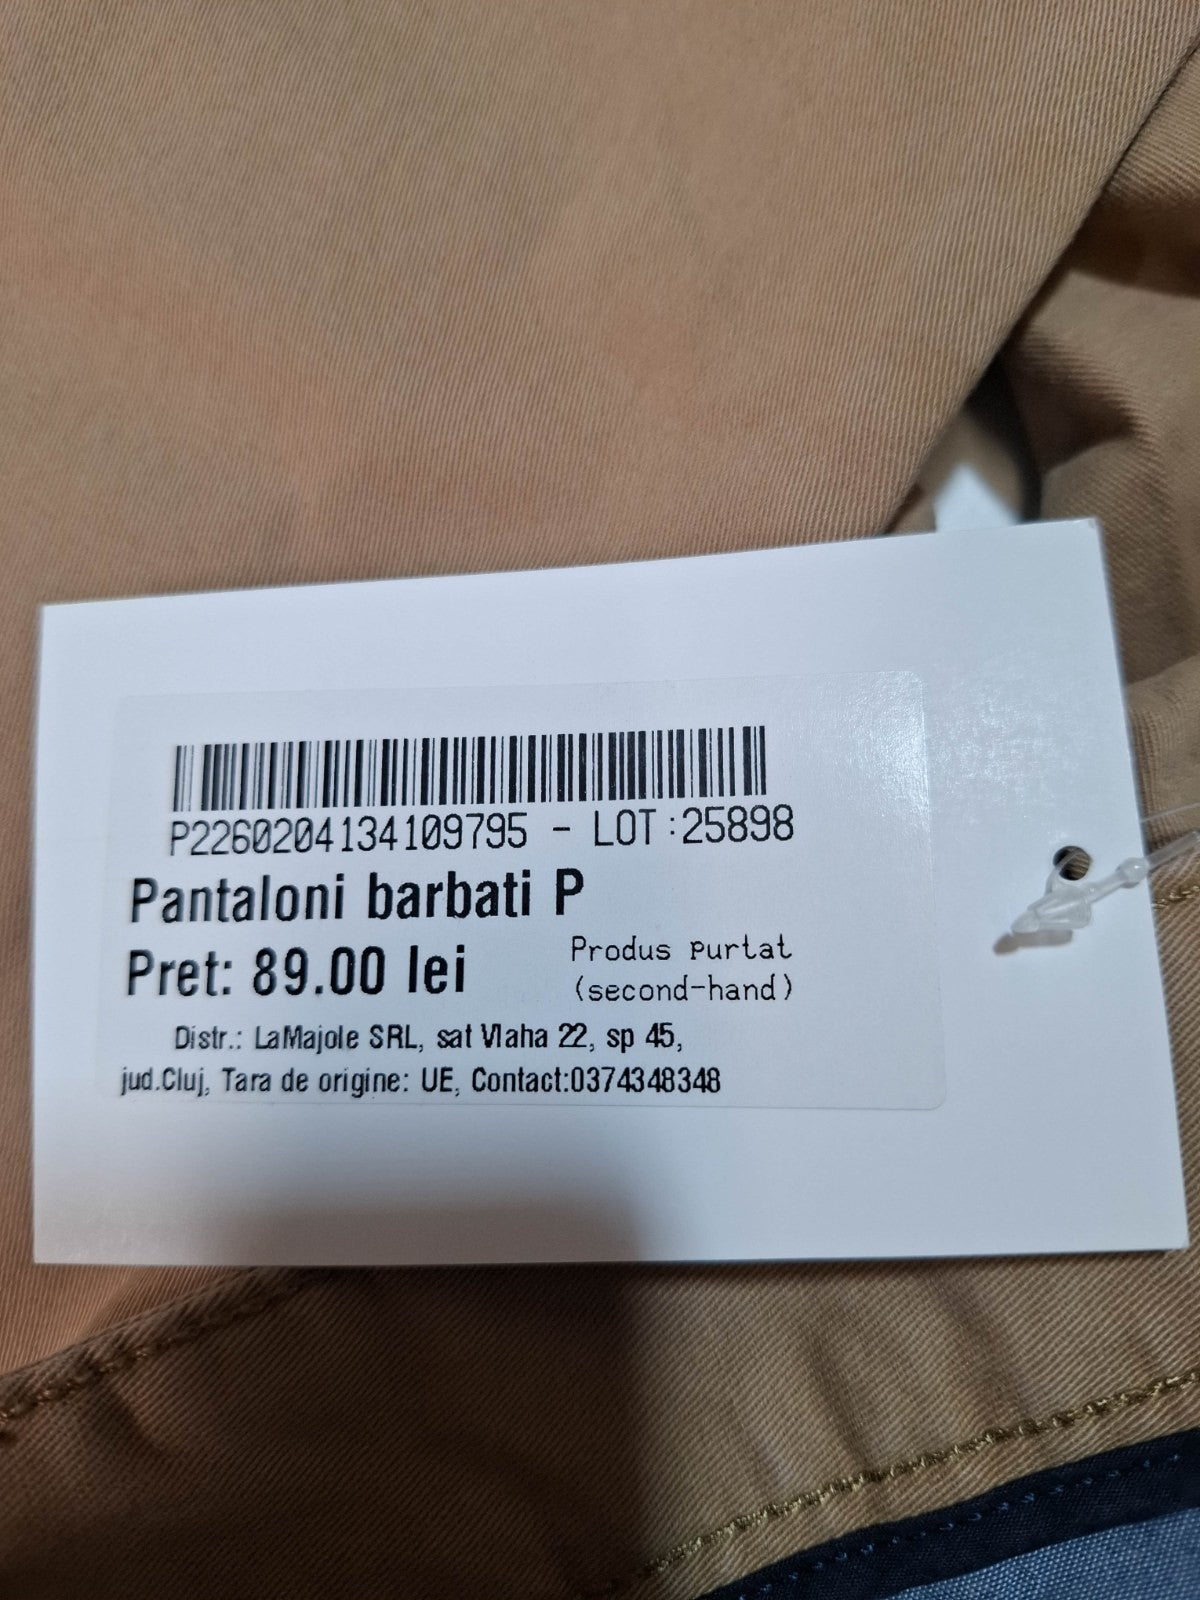 P2260204134109795 - LOT:25898
Pantaloni barbati P
Pret: 89.00 lei
Produs purtat
(second-hand)
Distr.: LaMajole SRL, sat Vlaha 22, sp 45,
jud.Cluj, Tara de origine: UE, Contact:0374348348